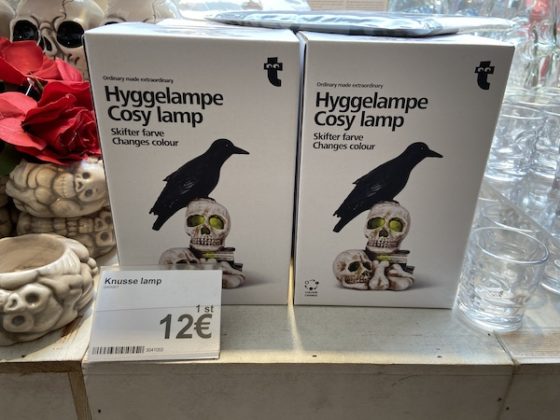 Ordinary made extraordinary
Hyggelampe
Cosy lamp
Skifter farve
Changes colour
Ordinary made extraordinary
Hyggelampe
Cosy lamp
Skifter farve
Changes colour
Knusse lamp
1 st
12€